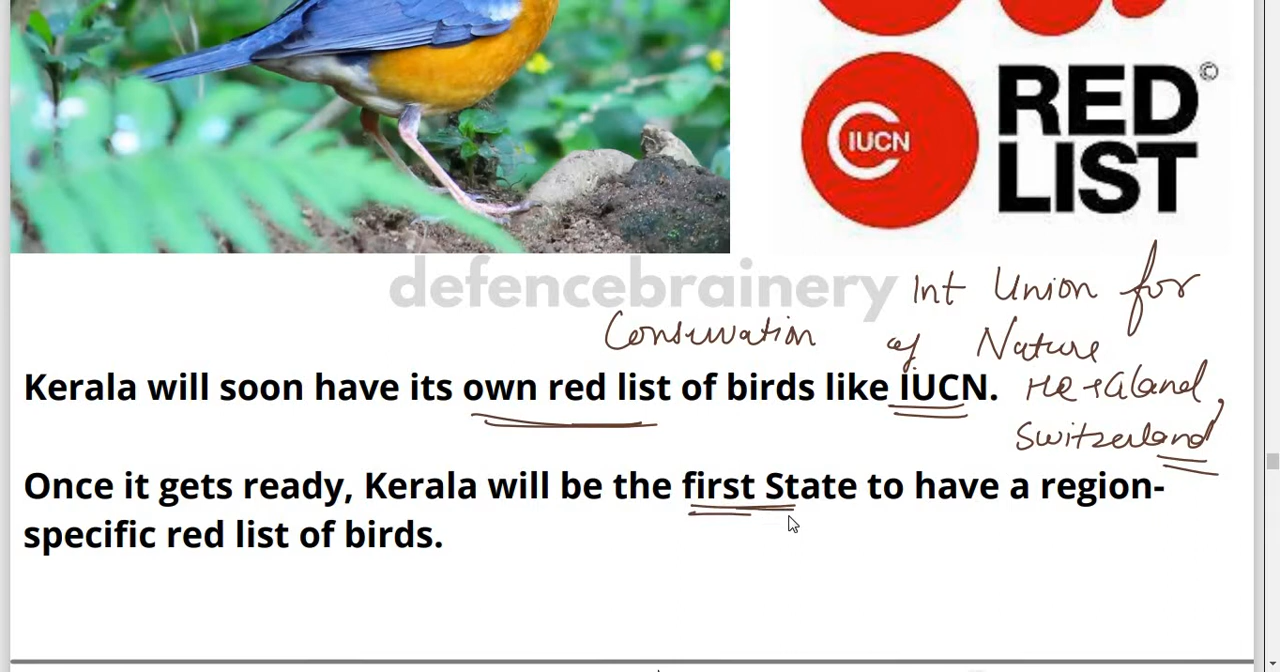 IUCN
RED©
LIST
defencebrainery
Int Union for
Conservation of Nature
Kerala will soon have its own red list of birds like IUCN.
HQ → Gland,
Switzerland
Once it gets ready, Kerala will be the first State to have a region-
specific red list of birds.